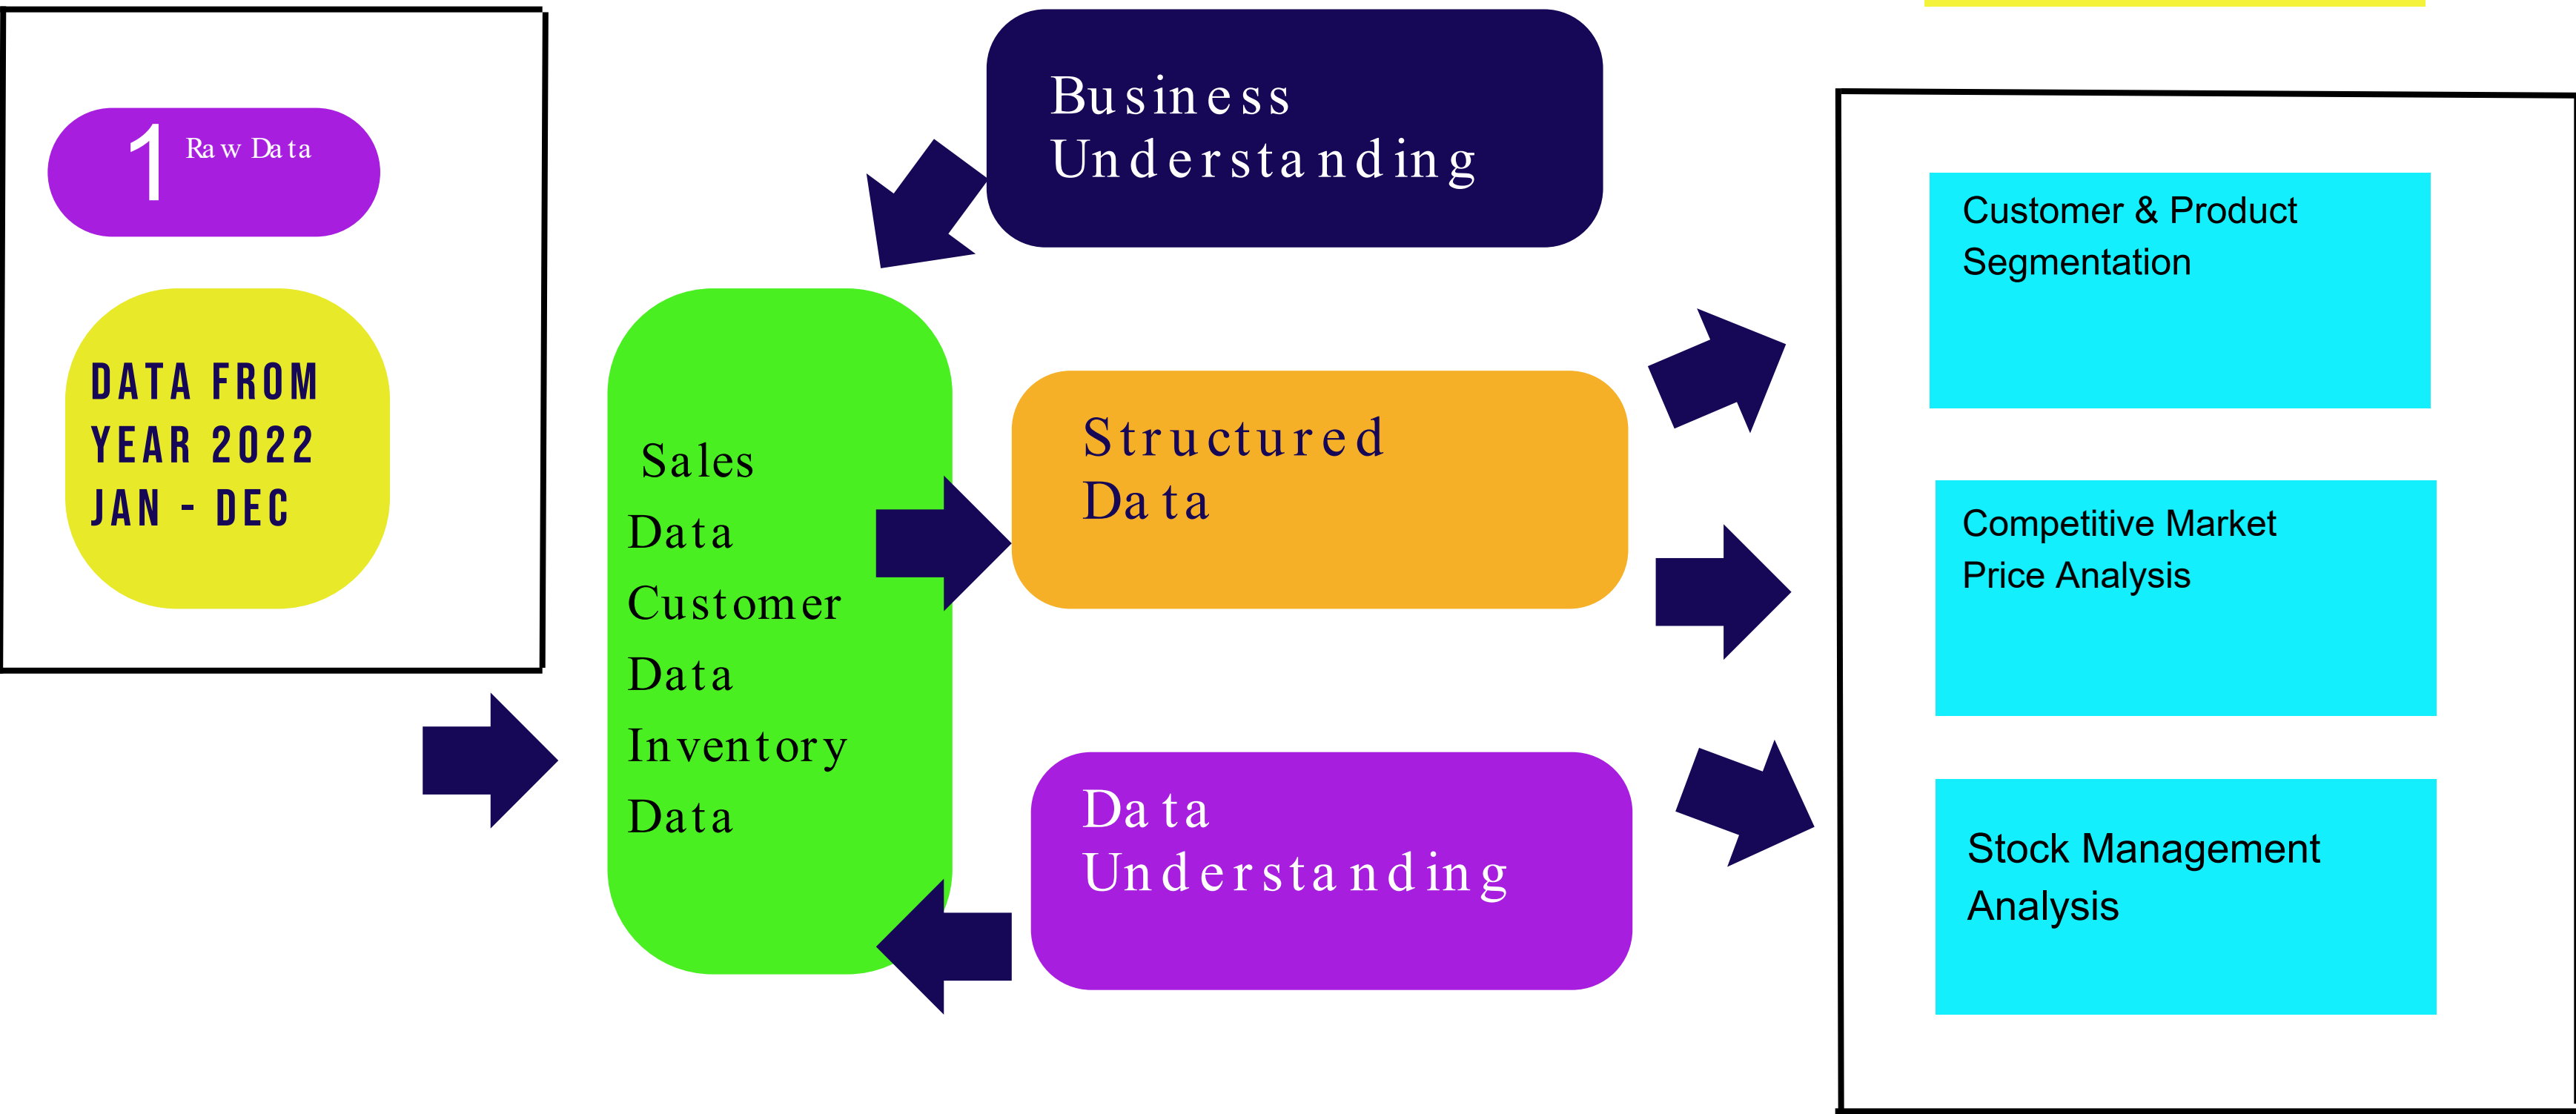 1 Raw Data
DATA FROM
YEAR 2022
JAN - DEC
Business
Understanding
Sales
Data
Customer
Data
Inventory
Data
Structured
Data
Data
Understanding
Customer & Product
Segmentation
Competitive Market
Price Analysis
Stock Management
Analysis